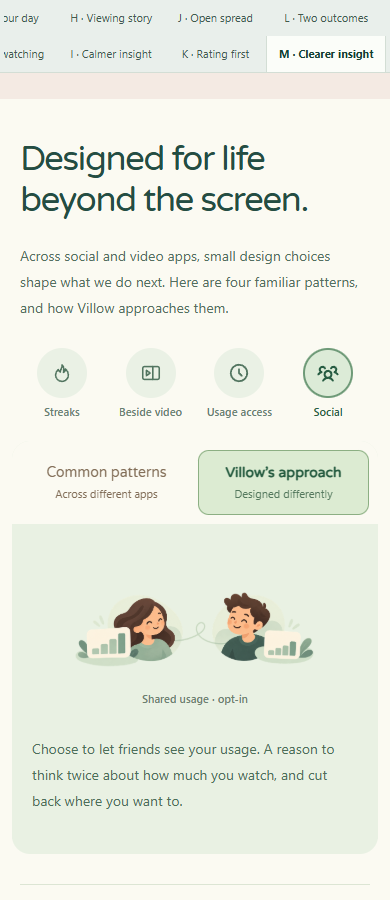 our day H · Viewing story J · Open spread L · Two outcomes
watching I · Calmer insight K · Rating first M · Clearer insight
Designed for life
beyond the screen.
Across social and video apps, small design choices
shape what we do next. Here are four familiar patterns,
and how Villow approaches them.
Streaks Beside video Usage access Social
Common patterns Villow's approach
Across different apps Designed differently
Shared usage · opt-in
Choose to let friends see your usage. A reason to
think twice about how much you watch, and cut
back where you want to.